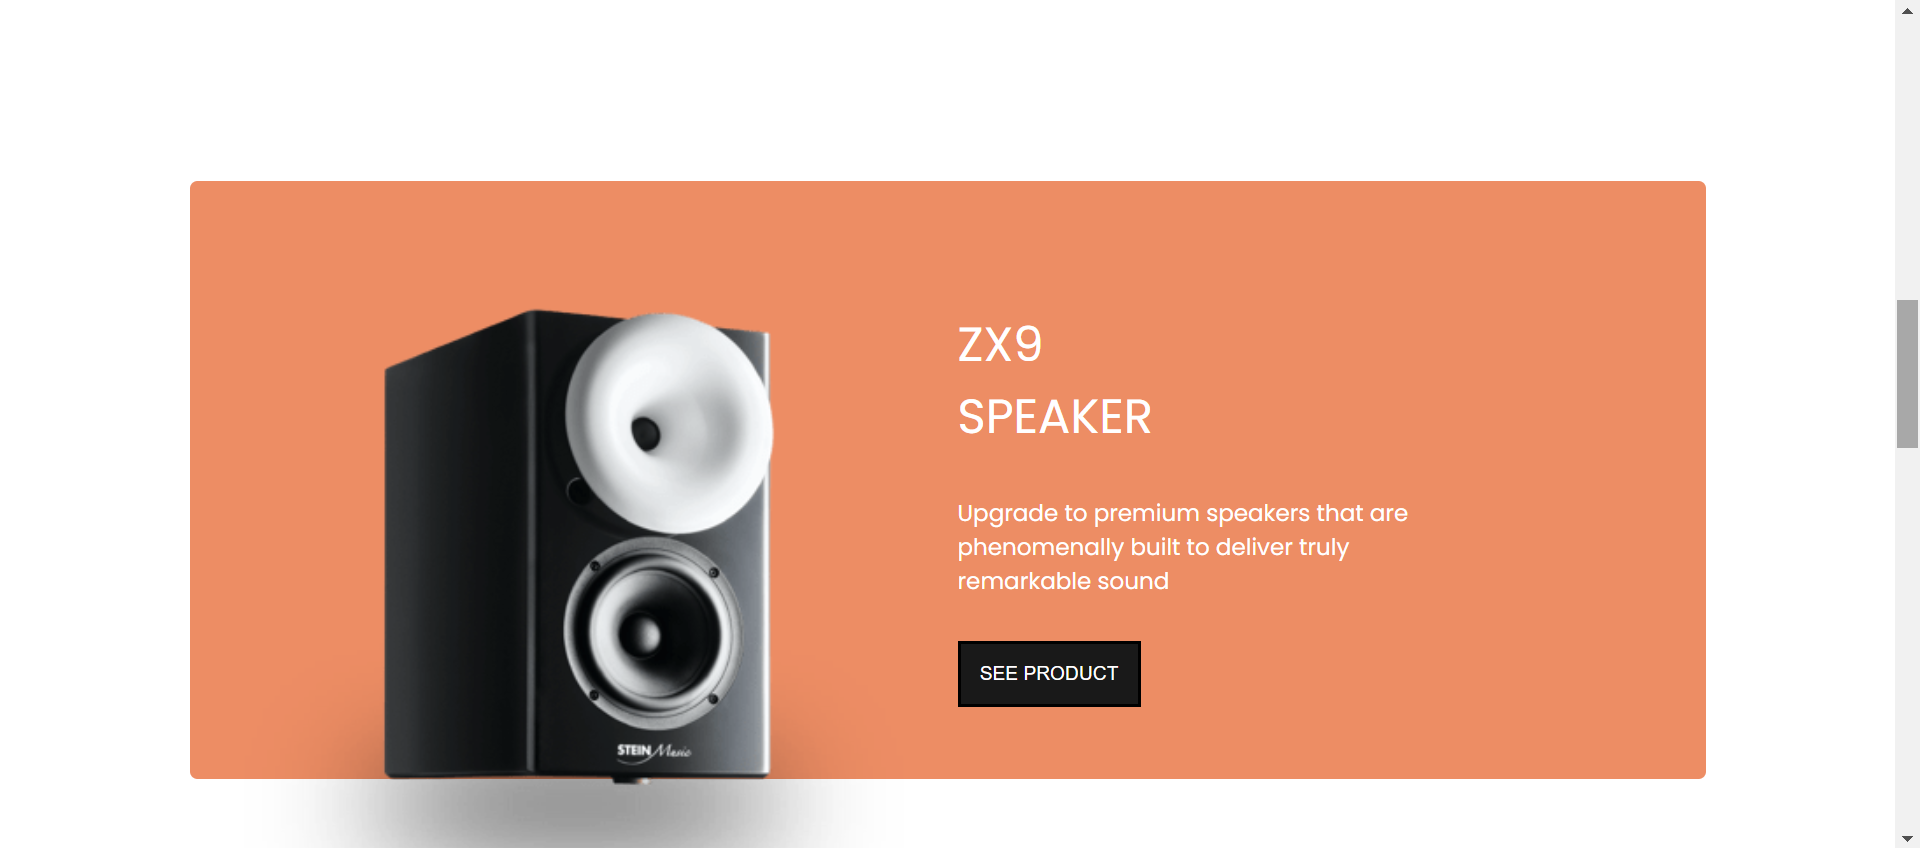 ZX9
SPEAKER
Upgrade to premium speakers that are
phenomenally built to deliver truly
remarkable sound
SEE PRODUCT
STEIN Music